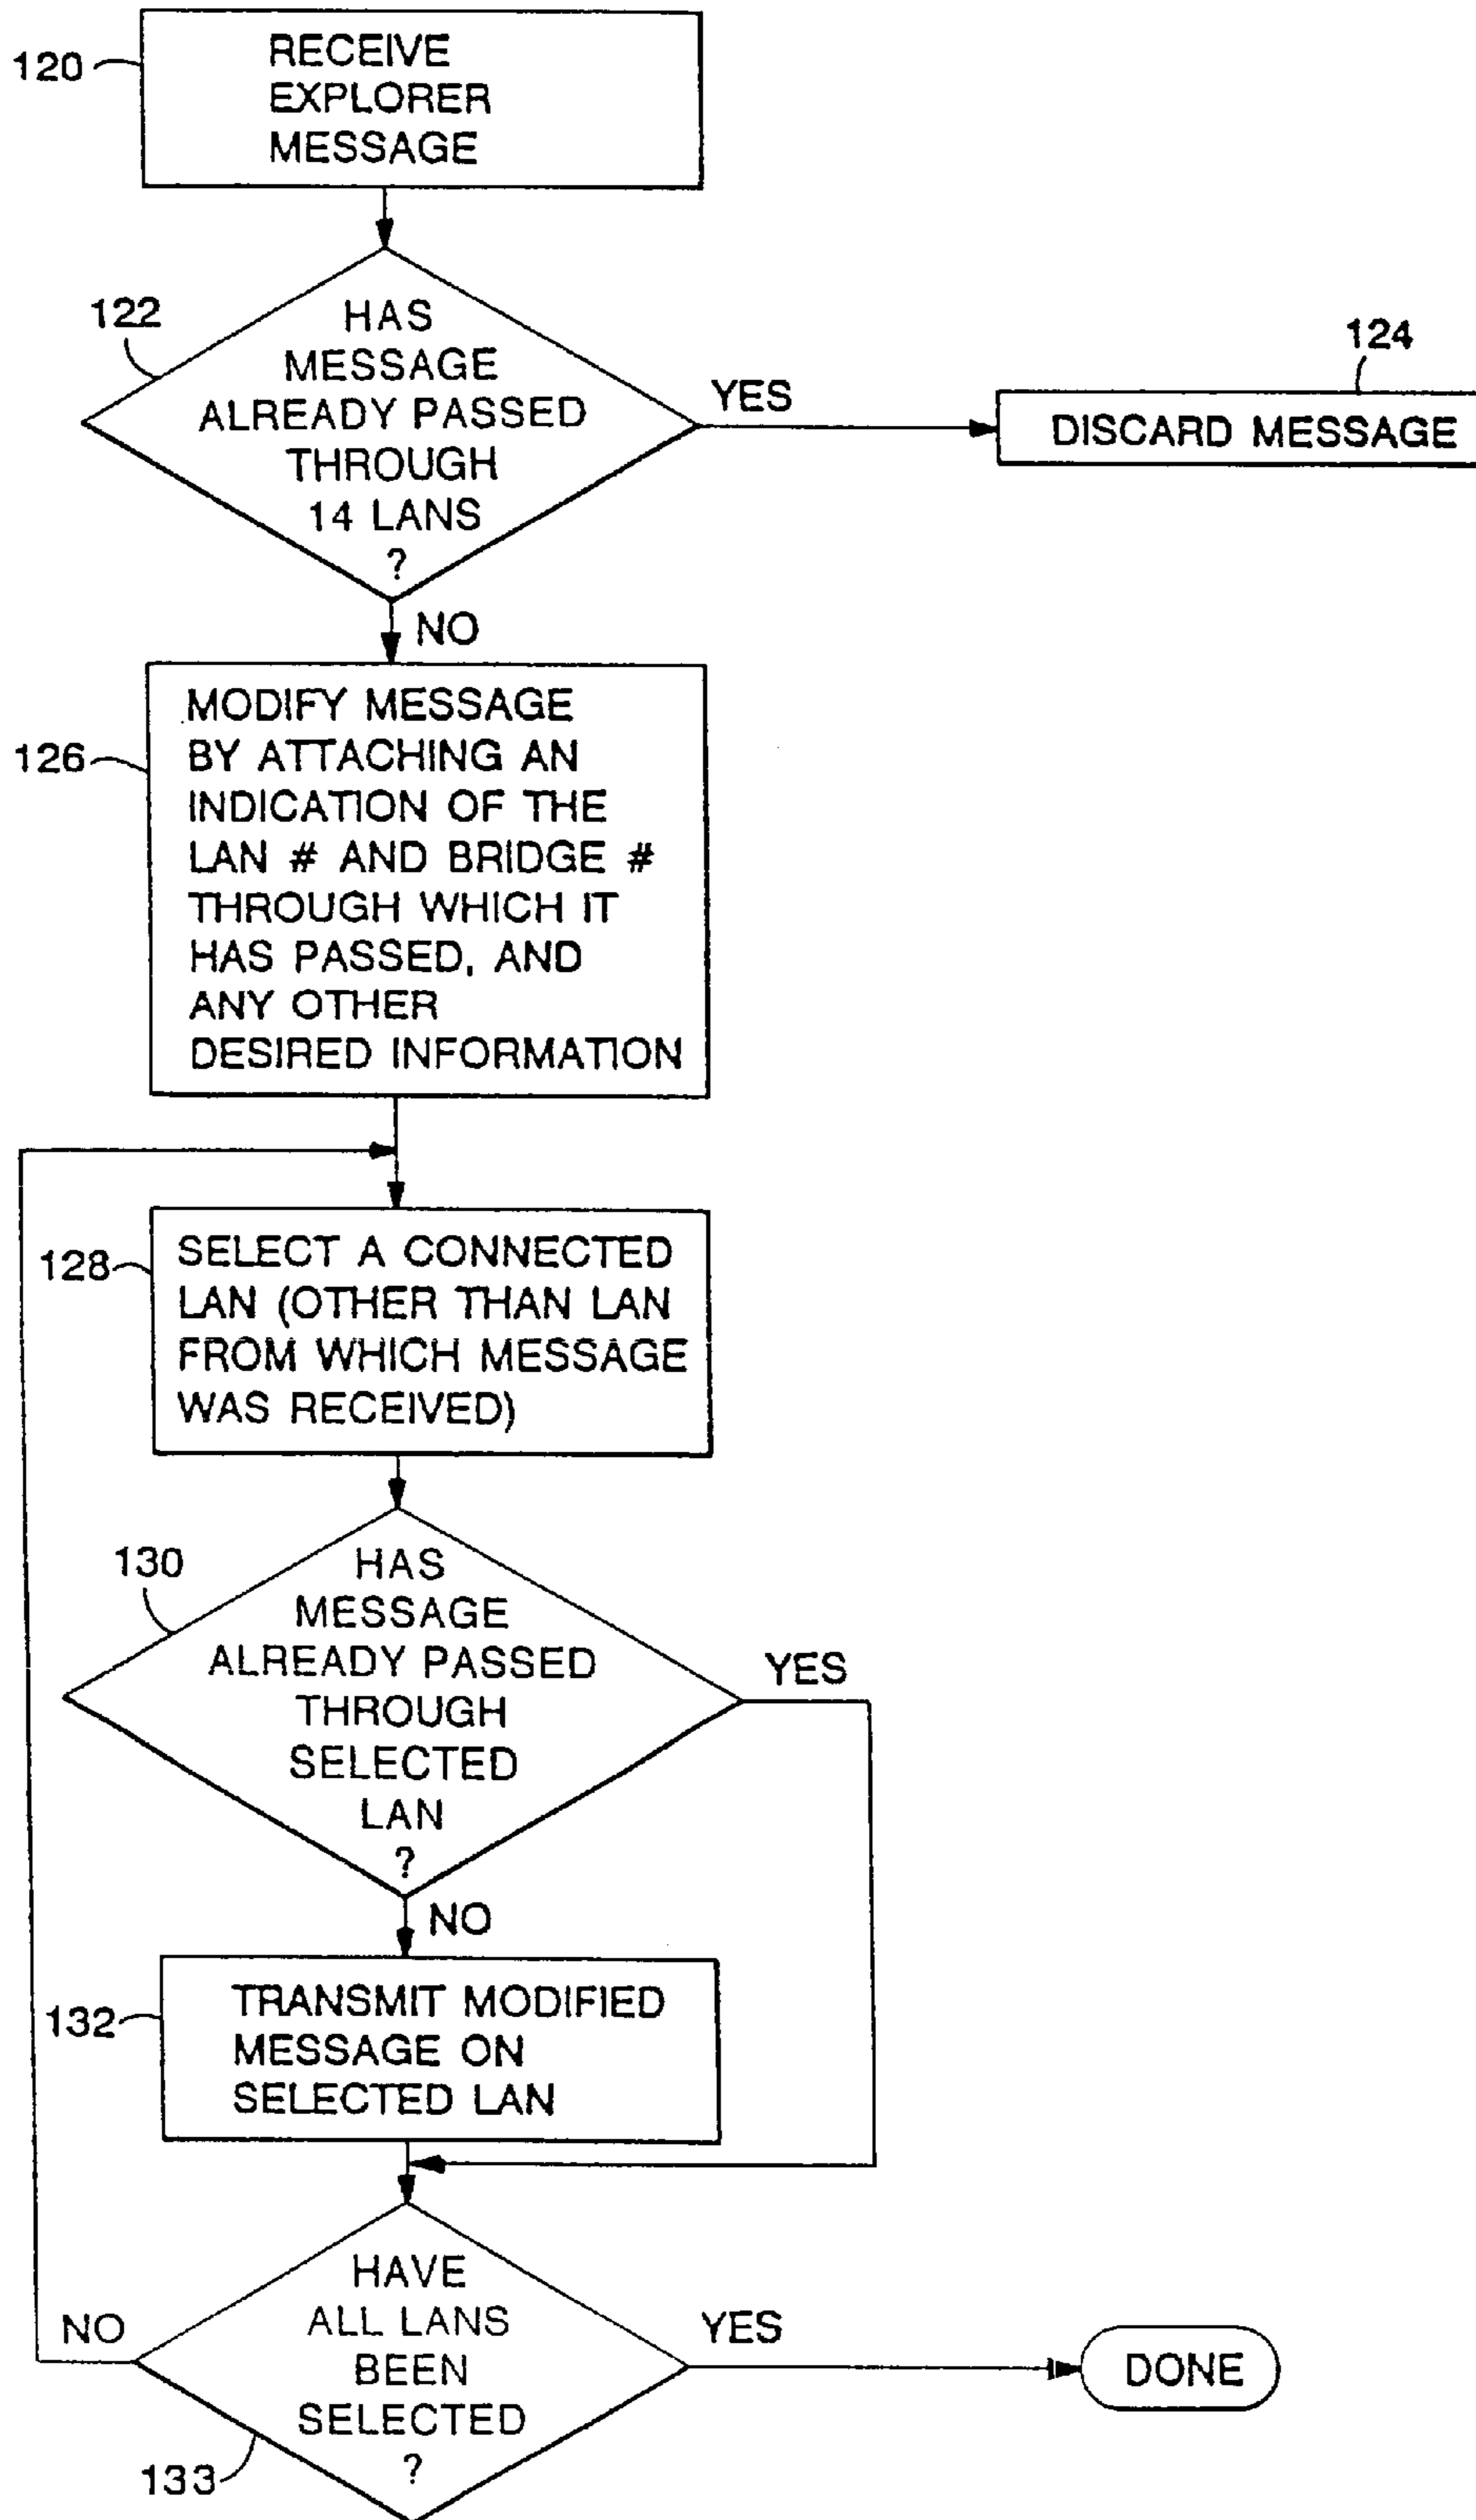 120
RECEIVE
EXPLORER
MESSAGE
122
HAS
MESSAGE
ALREADY PASSED
THROUGH
14 LANS
?
YES
124
DISCARD MESSAGE
NO
126
MODIFY MESSAGE
BY ATTACHING AN
INDICATION OF THE
LAN # AND BRIDGE #
THROUGH WHICH IT
HAS PASSED, AND
ANY OTHER
DESIRED INFORMATION
128
SELECT A CONNECTED
LAN (OTHER THAN LAN
FROM WHICH MESSAGE
WAS RECEIVED)
130
HAS
MESSAGE
ALREADY PASSED
THROUGH
SELECTED
LAN
?
YES
NO
132
TRANSMIT MODIFIED
MESSAGE ON
SELECTED LAN
HAVE
ALL LANS
BEEN
SELECTED
?
NO
YES
DONE
133